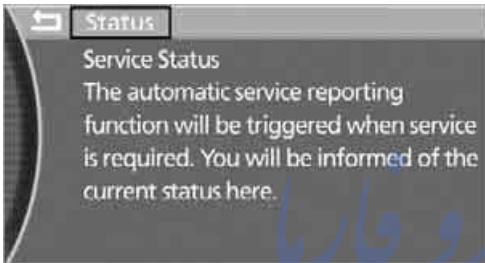 Status
Service Status
The automatic service reporting
function will be triggered when service
is required. You will be informed of the
current status here.